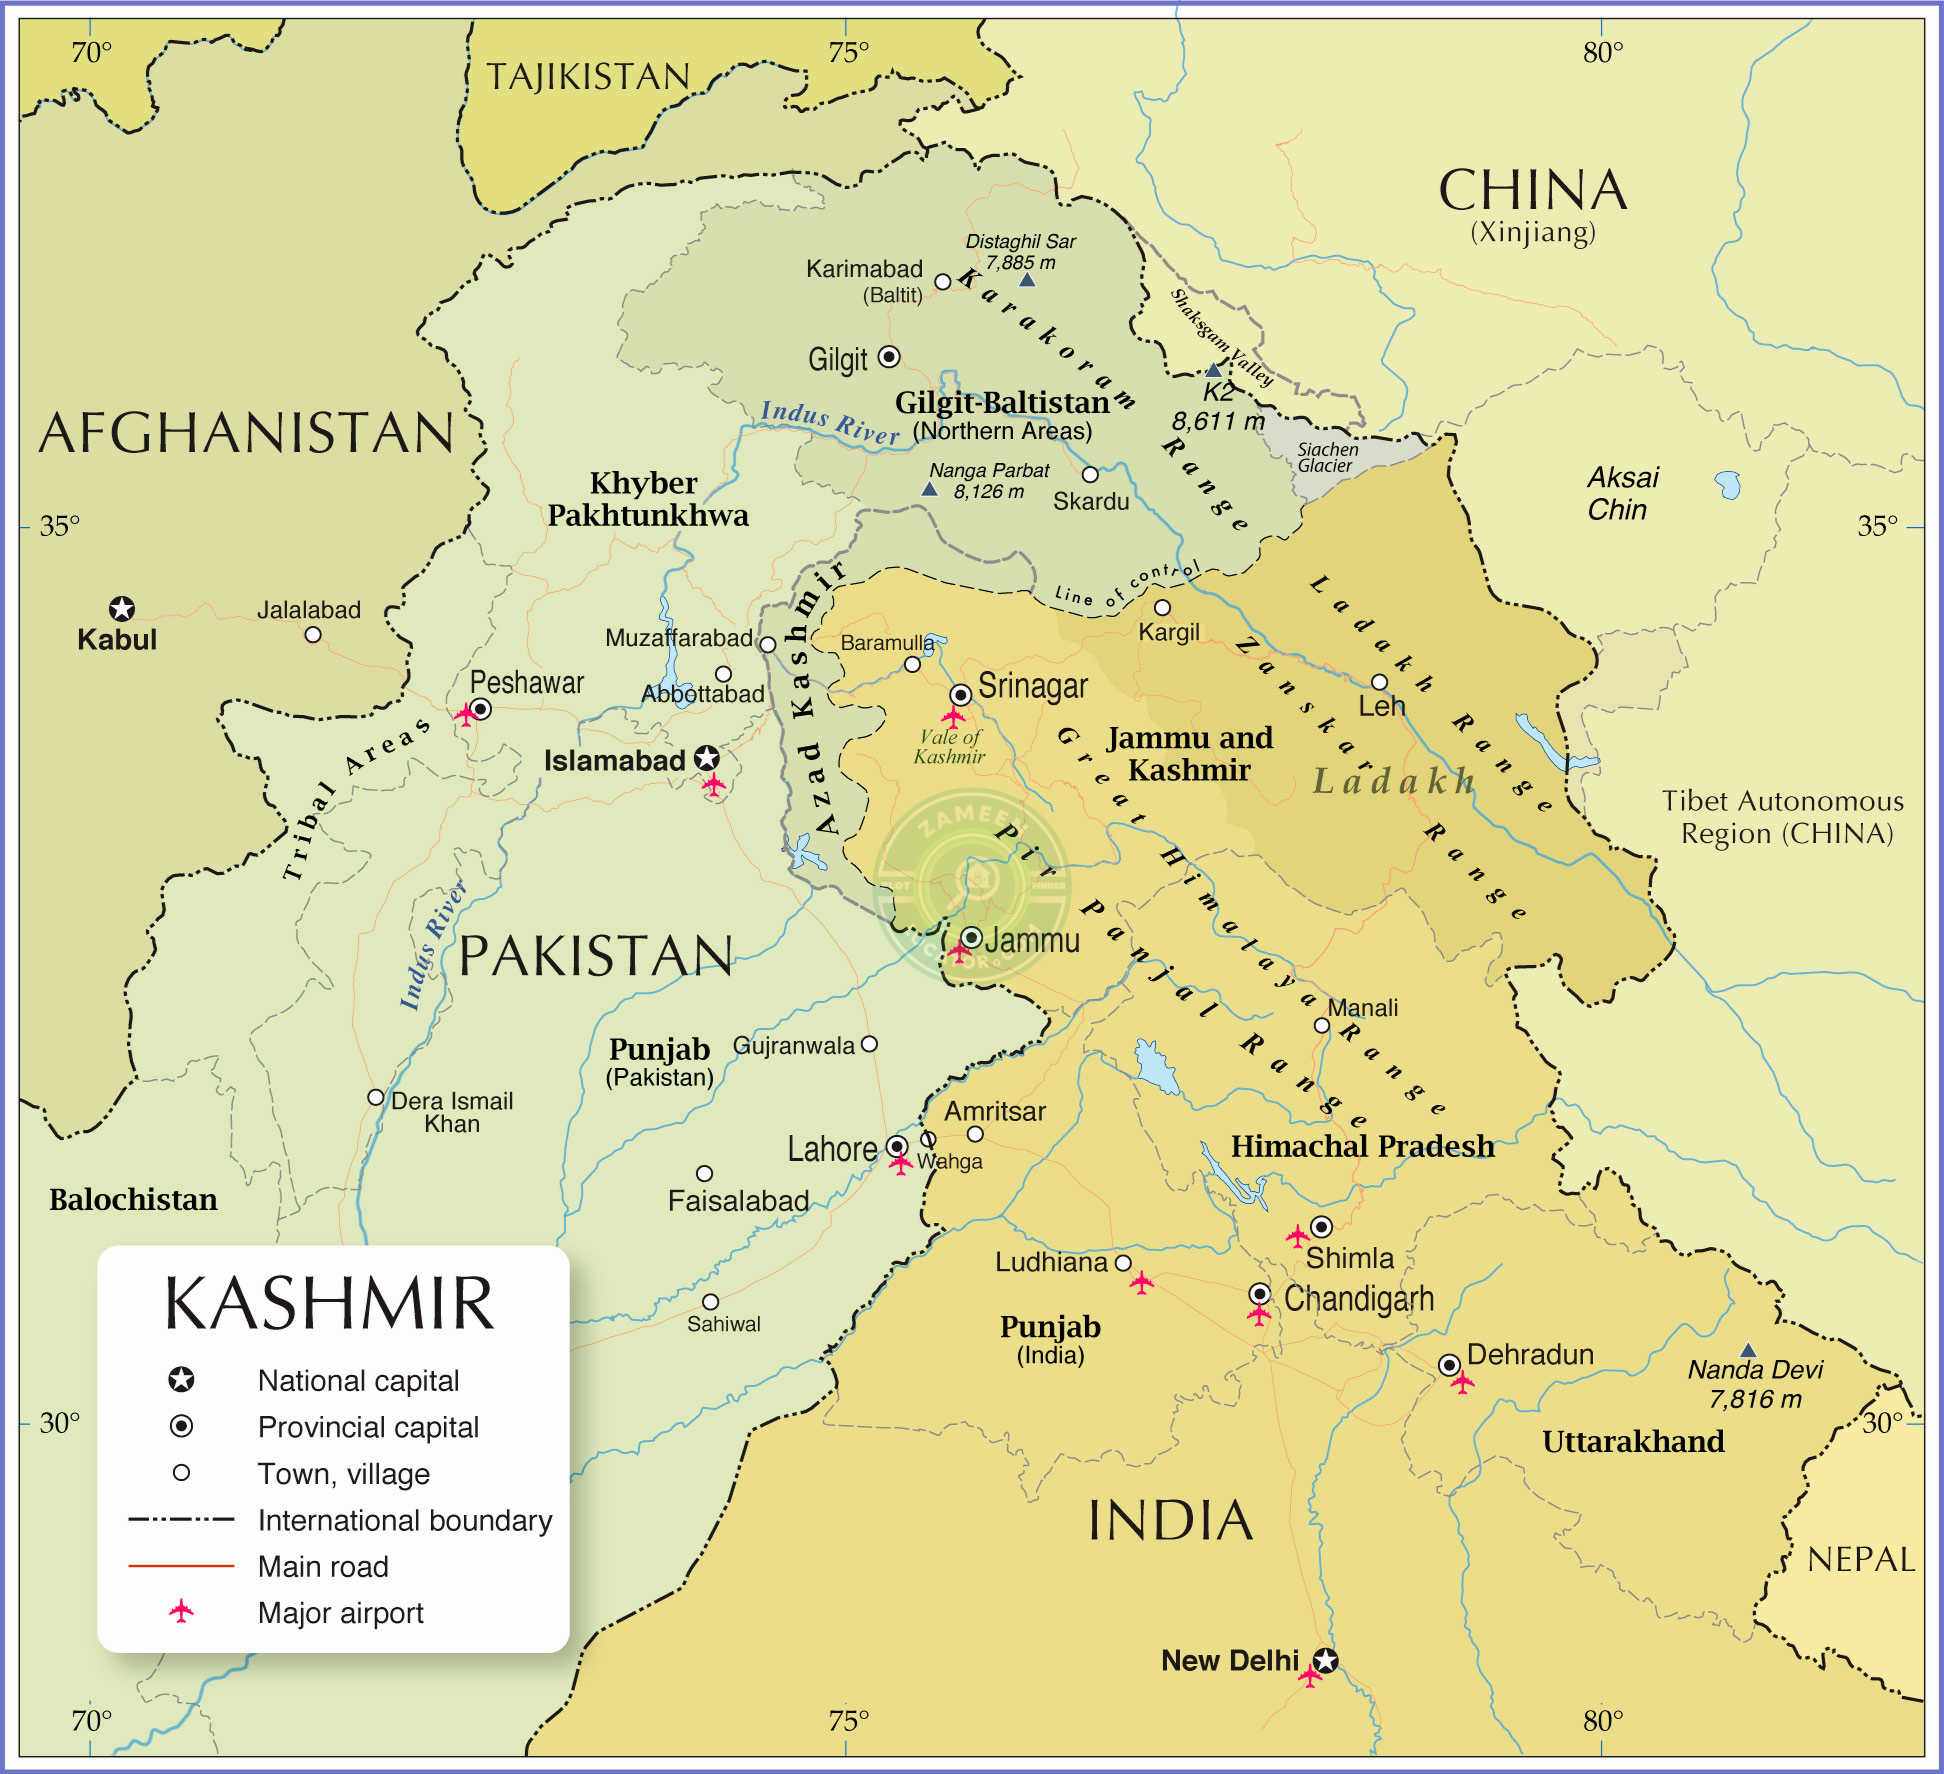 70°
75°
80°
TAJIKISTAN
CHINA
(Xinjiang)
Distaghil Sar
7,885 m
Karimabad
(Baltit)
Karakoram Range
Shaksgam Valley
Gilgit
K2
8,611 m
Gilgit-Baltistan
(Northern Areas)
Indus River
AFGHANISTAN
Siachen
Glacier
Nanga Parbat
8,126 m
Skardu
Khyber
Pakhtunkhwa
Aksai
Chin
35°
35°
Line of control
Kabul
Jalalabad
Muzaffarabad
Abbottabad
Azad Kashmir
Baramulla
Kargil
Ladakh Range
Zanskar Range
Peshawar
Srinagar
Leh
Vale of
Kashmir
Great Himalaya Range
Jammu and
Kashmir
Ladakh
Islamabad
Tribal Areas
Tibet Autonomous
Region (CHINA)
ZAMEEN
PLOT
FINDER
Pir Panjal Range
Indus River
PAKISTAN
Jammu
Manali
Punjab
(Pakistan)
Gujranwala
Dera Ismail
Khan
Amritsar
Lahore
Wahga
Himachal Pradesh
Faisalabad
Balochistan
Shimla
Ludhiana
Chandigarh
Sahiwal
Punjab
(India)
Dehradun
Nanda Devi
7,816 m
30°
30°
Uttarakhand
INDIA
NEPAL
New Delhi
KASHMIR
National capital
Provincial capital
Town, village
International boundary
Main road
Major airport
70°
75°
80°